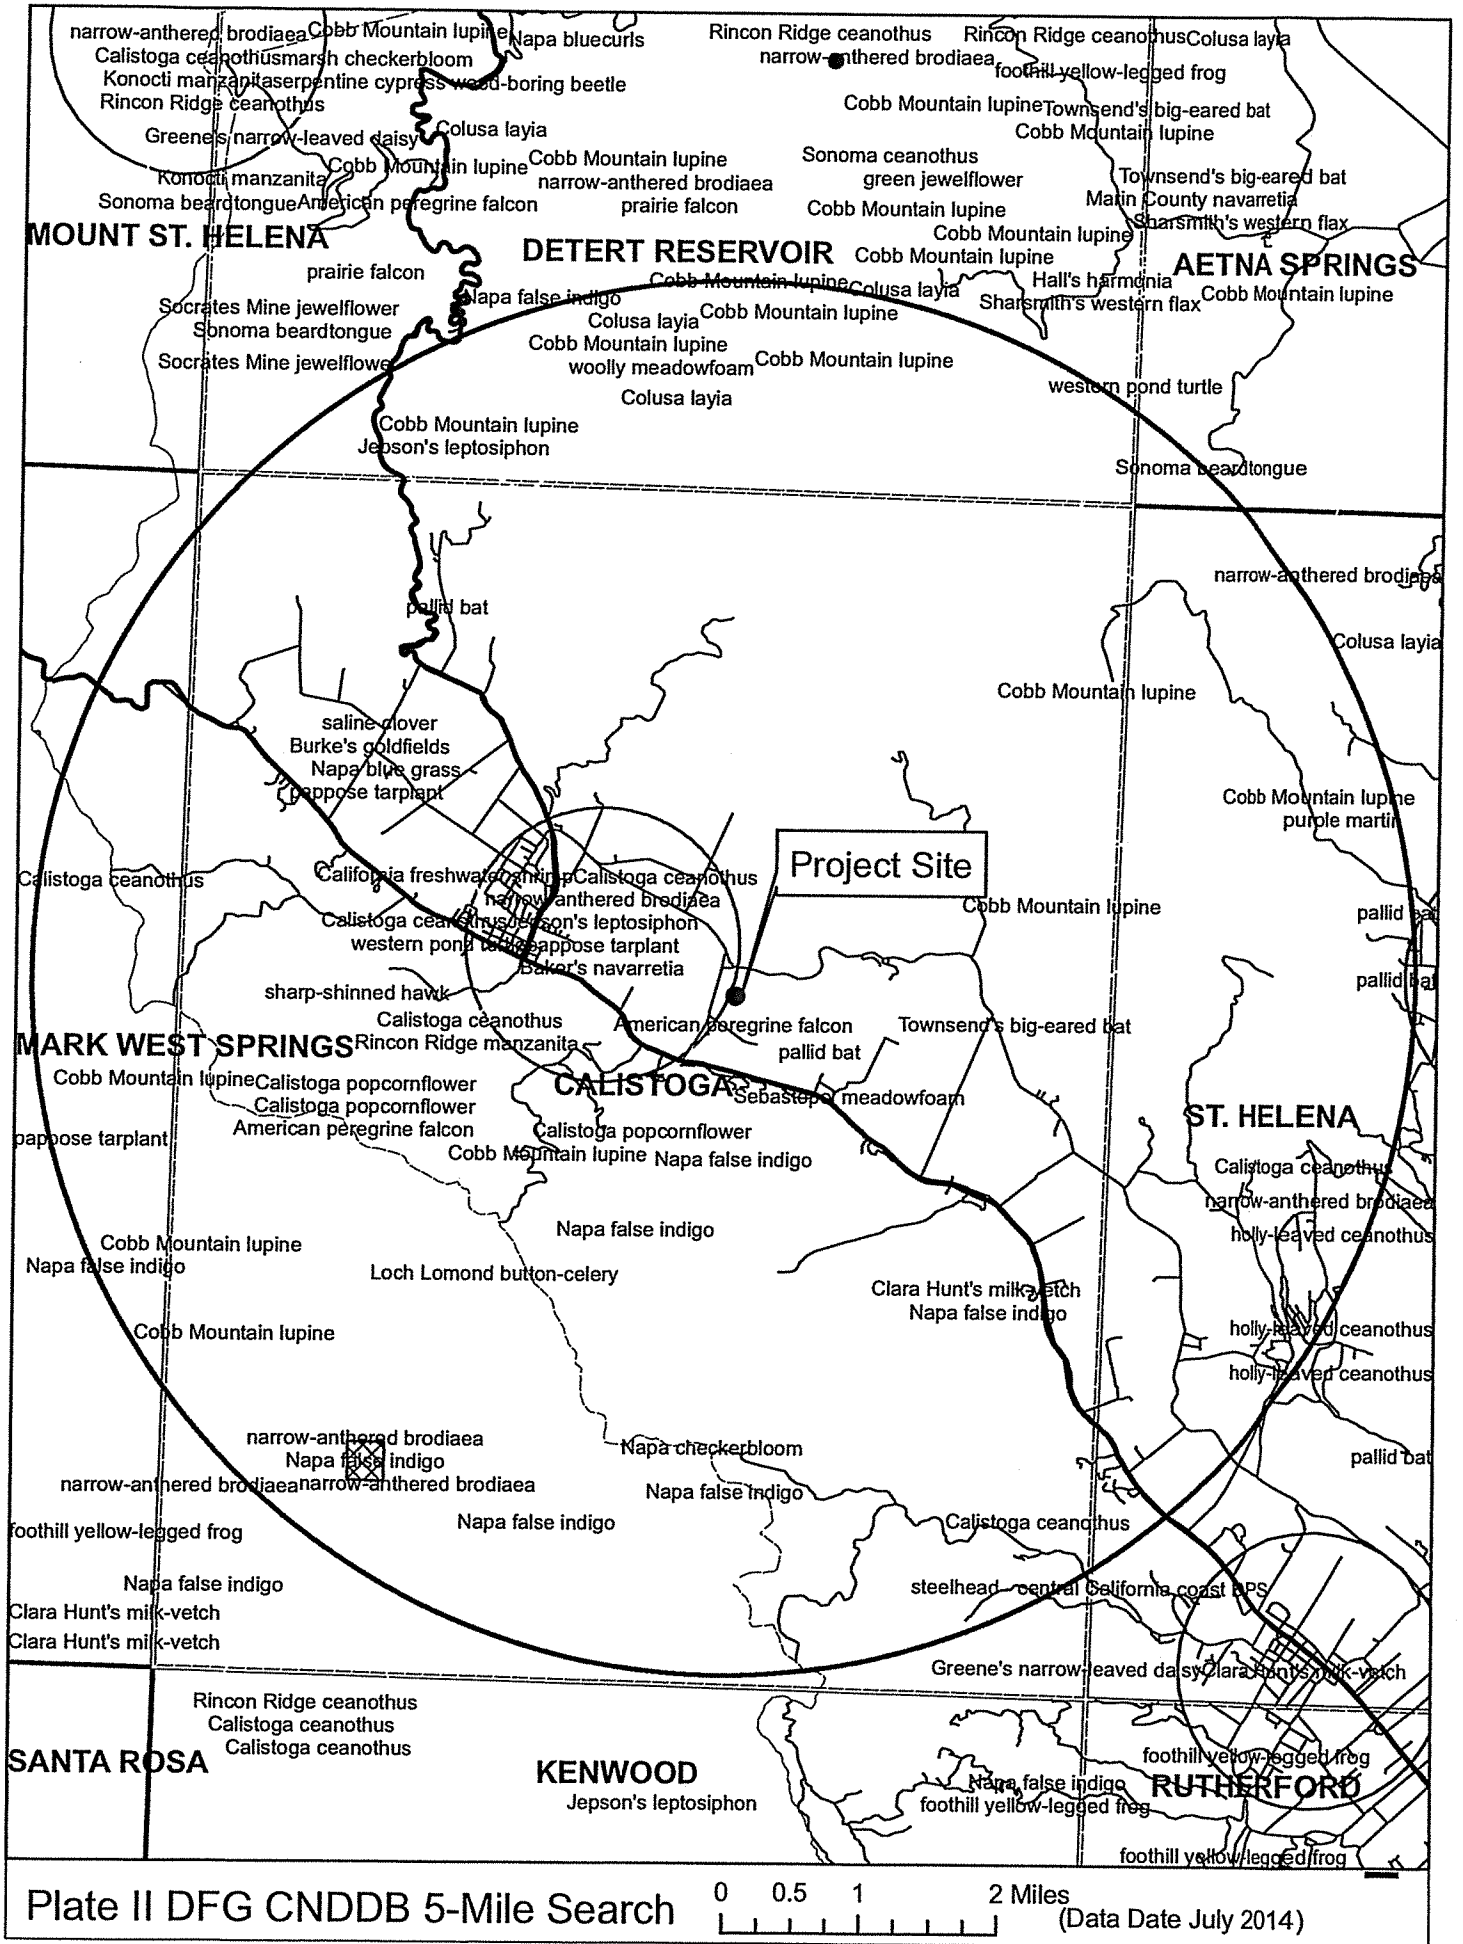 narrow-anthered brodiaea Cobb Mountain lupine Napa bluecurls Rincon Ridge ceanothus Rincon Ridge ceanothus Colusa layia
Calistoga ceanothus marsh checkerbloom narrow-anthered brodiaea foothill yellow-legged frog
Konocti manzanita serpentine cypress wood-boring beetle
Rincon Ridge ceanothus Cobb Mountain lupine Townsend's big-eared bat
Greene's narrow-leaved daisy Colusa layia Cobb Mountain lupine
Cobb Mountain lupine Cobb Mountain lupine Sonoma ceanothus
Konocti manzanita narrow-anthered brodiaea green jewelflower Townsend's big-eared bat
Sonoma beardtongue American peregrine falcon prairie falcon Cobb Mountain lupine Marin County navarretia
Sharsmith's western flax
MOUNT ST. HELENA Cobb Mountain lupine
DETERT RESERVOIR Cobb Mountain lupine AETNA SPRINGS
prairie falcon Cobb Mountain lupine Colusa layia Hall's harmonia
Socrates Mine jewelflower Napa false indigo Sharsmith's western flax Cobb Mountain lupine
Sonoma beardtongue Colusa layia Cobb Mountain lupine
Cobb Mountain lupine
Socrates Mine jewelflowe woolly meadowfoam Cobb Mountain lupine
western pond turtle
Colusa layia
Cobb Mountain lupine
Jepson's leptosiphon
Sonoma beardtongue
narrow-anthered brodiaea
pallid bat
Colusa layia
Cobb Mountain lupine
saline clover
Burke's goldfields
Napa blue grass
pappose tarplant
Cobb Mountain lupine
purple martin
Project Site
Calistoga ceanothus California freshwater shrimp Calistoga ceanothus
narrow-anthered brodiaea Cobb Mountain lupine
Calistoga ceanothus Jepson's leptosiphon pallid bat
western pond turtle pappose tarplant
Baker's navarretia
pallid bat
sharp-shinned hawk
Calistoga ceanothus American peregrine falcon Townsend's big-eared bat
MARK WEST SPRINGS Rincon Ridge manzanita pallid bat
Cobb Mountain lupine Calistoga popcornflower CALISTOGA Sebastopol meadowfoam
Calistoga popcornflower ST. HELENA
American peregrine falcon Calistoga popcornflower
pappose tarplant
Cobb Mountain lupine Napa false indigo
Calistoga ceanothus
narrow-anthered brodiaea
Napa false indigo holly-leaved ceanothus
Cobb Mountain lupine
Napa false indigo Loch Lomond button-celery
Clara Hunt's milk-vetch
Napa false indigo
Cobb Mountain lupine holly-leaved ceanothus
holly-leaved ceanothus
narrow-anthered brodiaea Napa checkerbloom
Napa false indigo pallid bat
narrow-anthered brodiaea narrow-anthered brodiaea Napa false indigo
foothill yellow-legged frog Napa false indigo Calistoga ceanothus
Napa false indigo steelhead - central California coast DPS
Clara Hunt's milk-vetch
Clara Hunt's milk-vetch
Greene's narrow-leaved daisy Clara Hunt's milk-vetch
Rincon Ridge ceanothus
Calistoga ceanothus
Calistoga ceanothus
SANTA ROSA KENWOOD foothill yellow-legged frog
Napa false indigo RUTHERFORD
Jepson's leptosiphon foothill yellow-legged frog
foothill yellow-legged frog
Plate II DFG CNDDB 5-Mile Search 0 0.5 1 2 Miles
(Data Date July 2014)